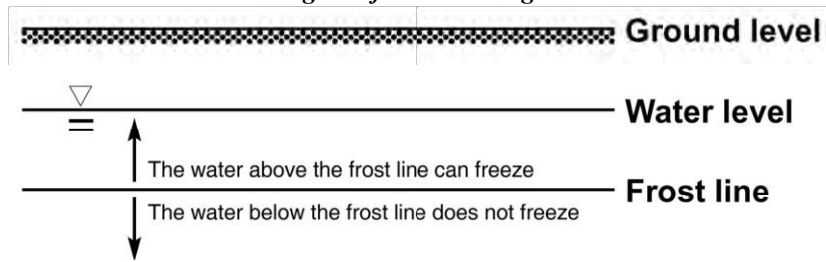 Ground level
Water level
The water above the frost line can freeze
Frost line
The water below the frost line does not freeze